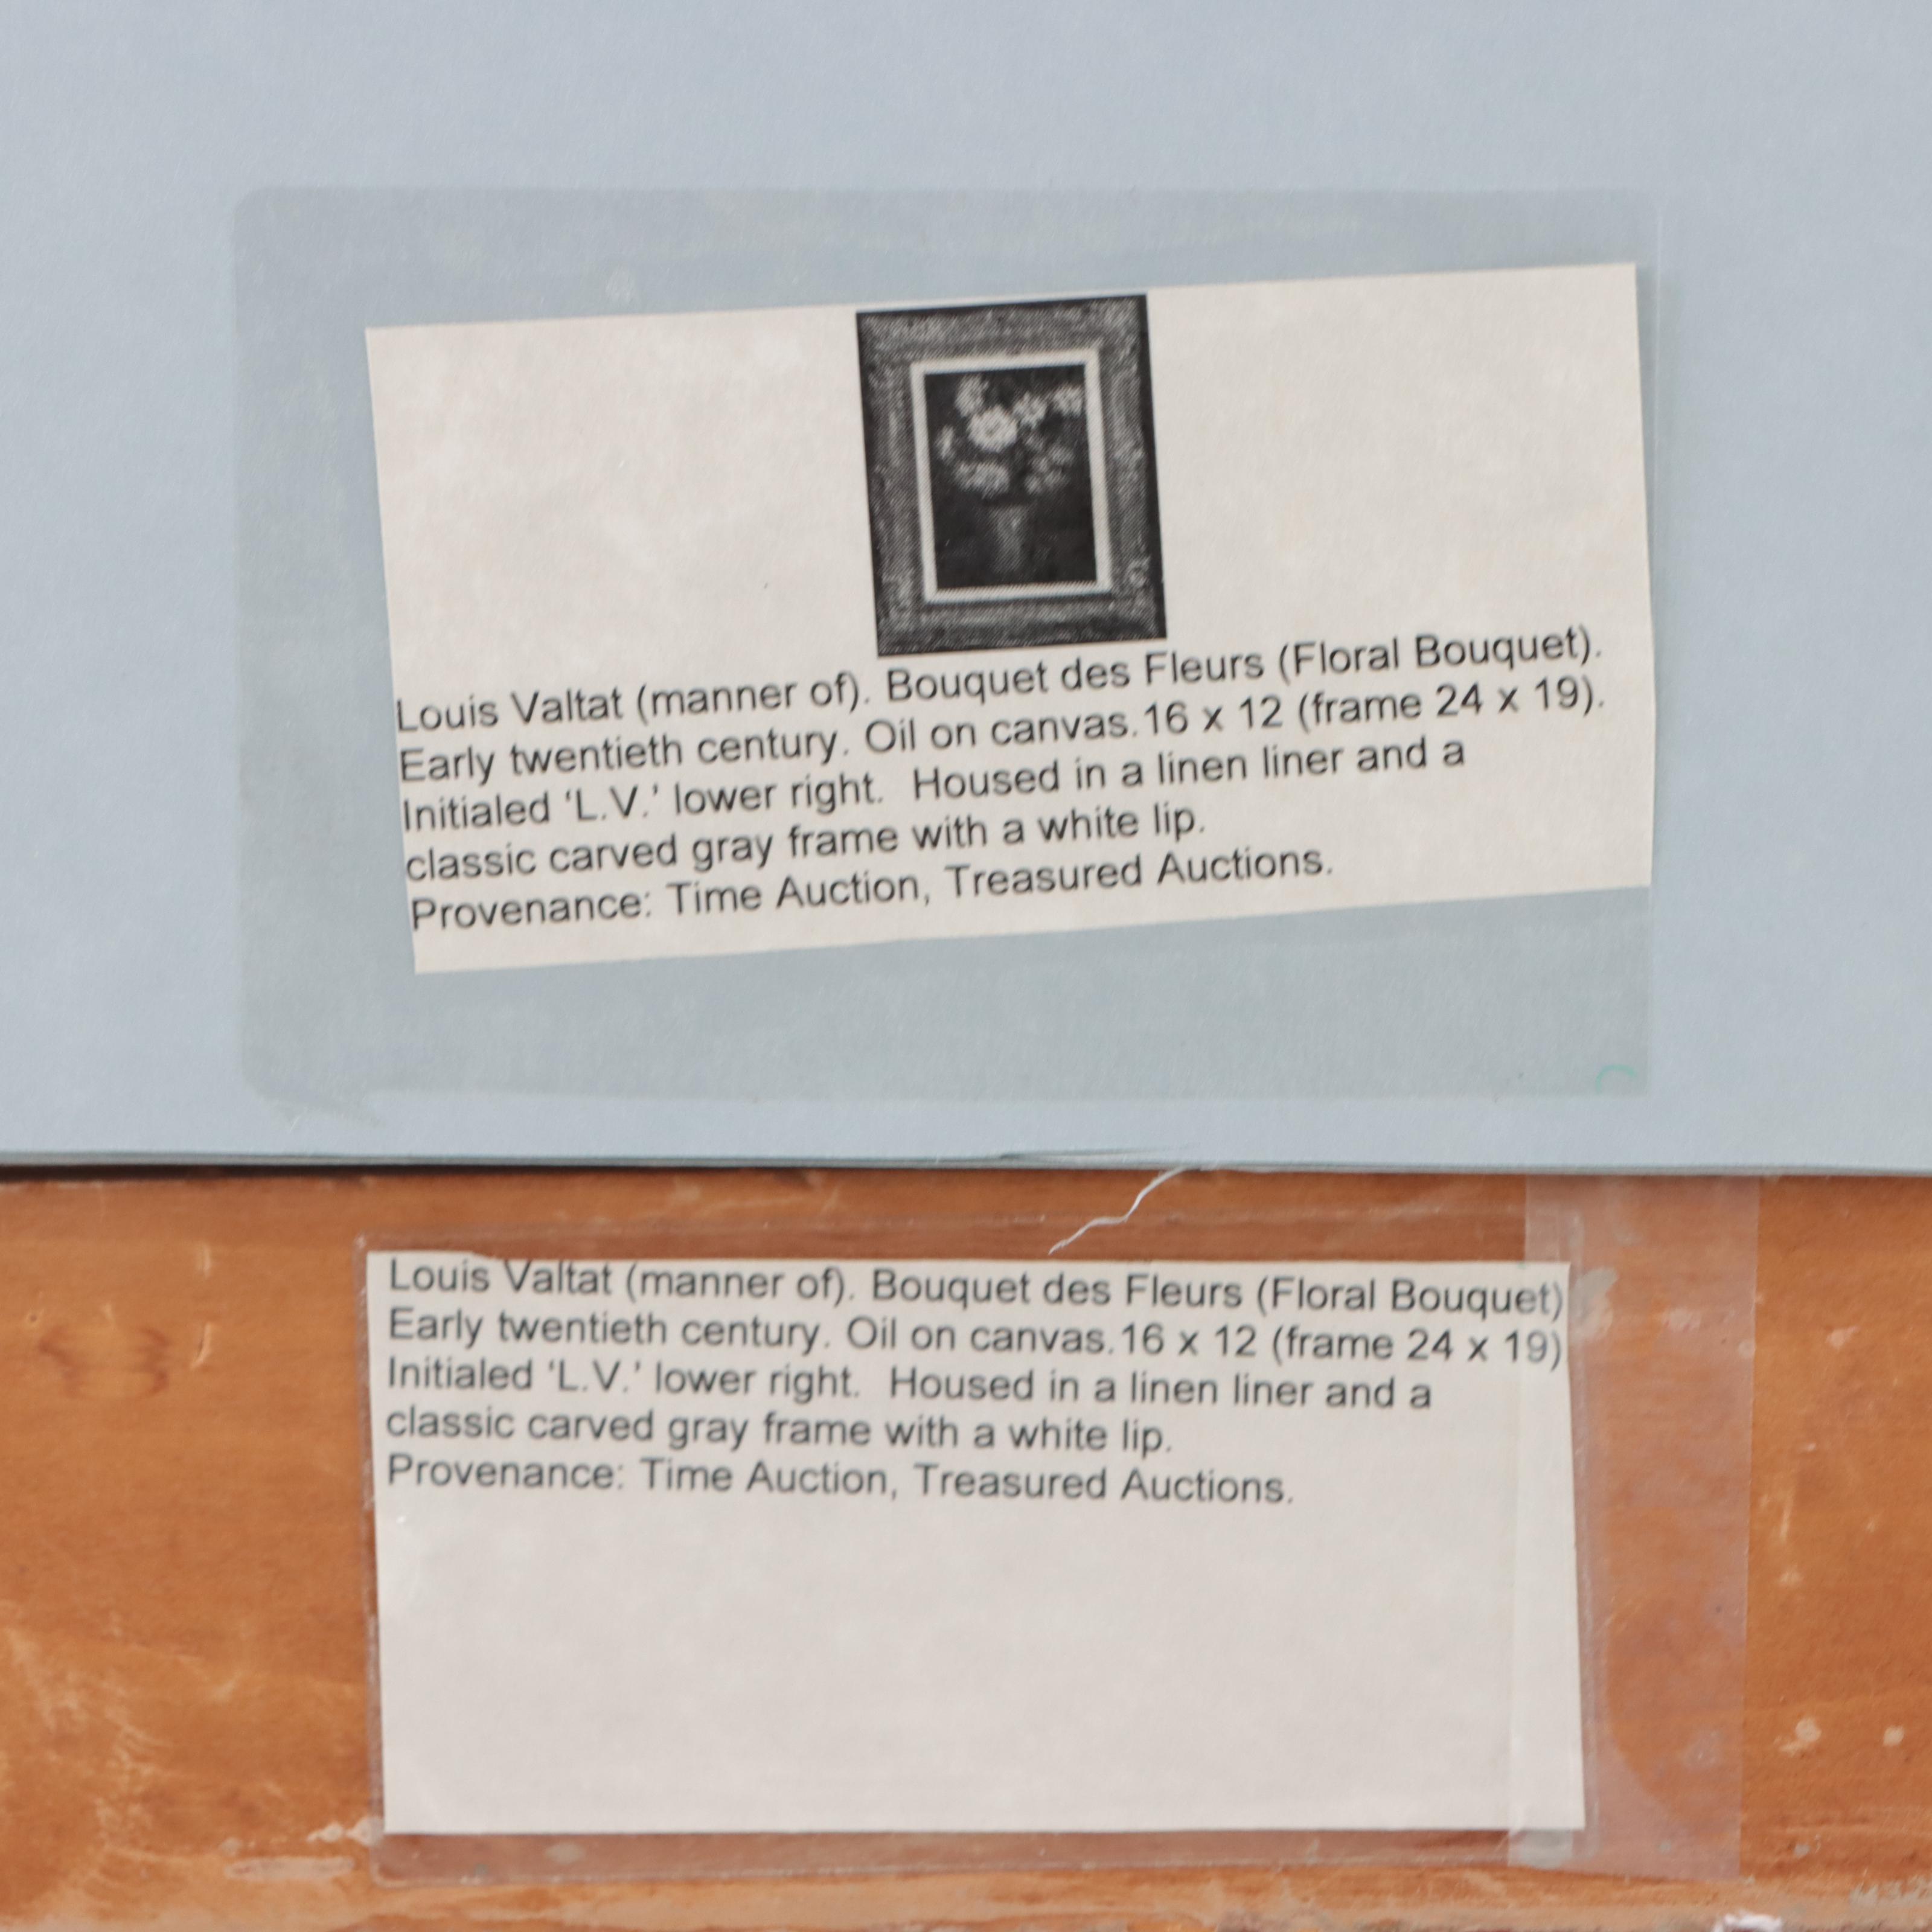 Louis Valtat (manner of). Bouquet des Fleurs (Floral Bouquet).
Early twentieth century. Oil on canvas.16 x 12 (frame 24 x 19).
Initialed ‘L.V.’ lower right.  Housed in a linen liner and a
classic carved gray frame with a white lip.
Provenance: Time Auction, Treasured Auctions.
Louis Valtat (manner of). Bouquet des Fleurs (Floral Bouquet)
Early twentieth century. Oil on canvas.16 x 12 (frame 24 x 19)
Initialed ‘L.V.’ lower right.  Housed in a linen liner and a
classic carved gray frame with a white lip.
Provenance: Time Auction, Treasured Auctions.